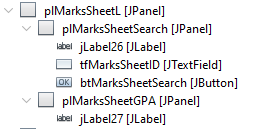 plMarksSheetL [JPanel]
plMarksSheetSearch [JPanel]
label jLabel26 [JLabel]
tfMarksSheetID [JTextField]
OK btMarksSheetSearch [JButton]
plMarksSheetGPA [JPanel]
label jLabel27 [JLabel]